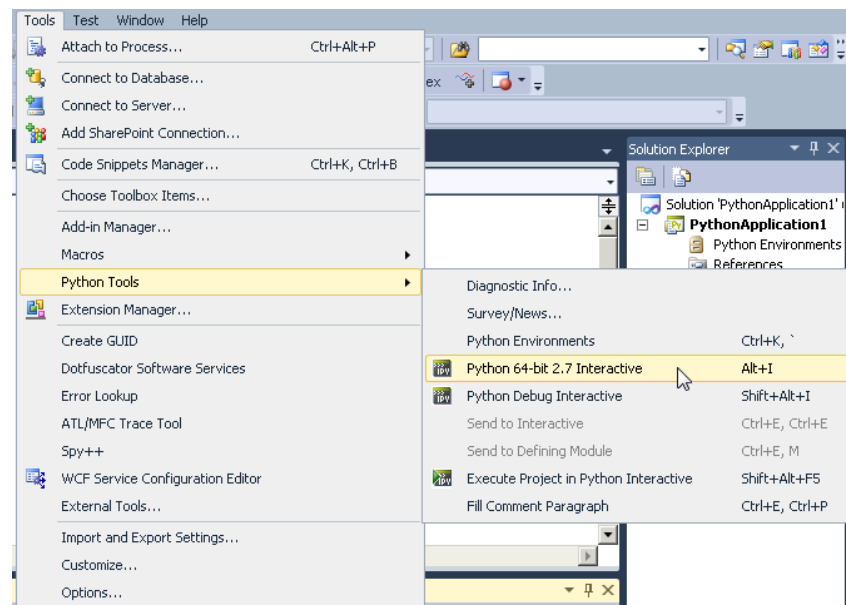 Tools Test Window Help
Attach to Process... Ctrl+Alt+P
ex
Connect to Database...
Connect to Server...
Add SharePoint Connection...
Code Snippets Manager... Ctrl+K, Ctrl+B
Choose Toolbox Items...
Add-in Manager...
Macros
Python Tools
Extension Manager...
Create GUID
Dotfuscator Software Services
Error Lookup
ATL/MFC Trace Tool
Spy++
WCF Service Configuration Editor
External Tools...
Import and Export Settings...
Customize...
Options...
Solution Explorer
Solution 'PythonApplication1'
PythonApplication1
Python Environments
References
Diagnostic Info...
Survey/News...
Python Environments Ctrl+K, `
Python 64-bit 2.7 Interactive Alt+I
Python Debug Interactive Shift+Alt+I
Send to Interactive Ctrl+E, Ctrl+E
Send to Defining Module Ctrl+E, M
Execute Project in Python Interactive Shift+Alt+F5
Fill Comment Paragraph Ctrl+E, Ctrl+P